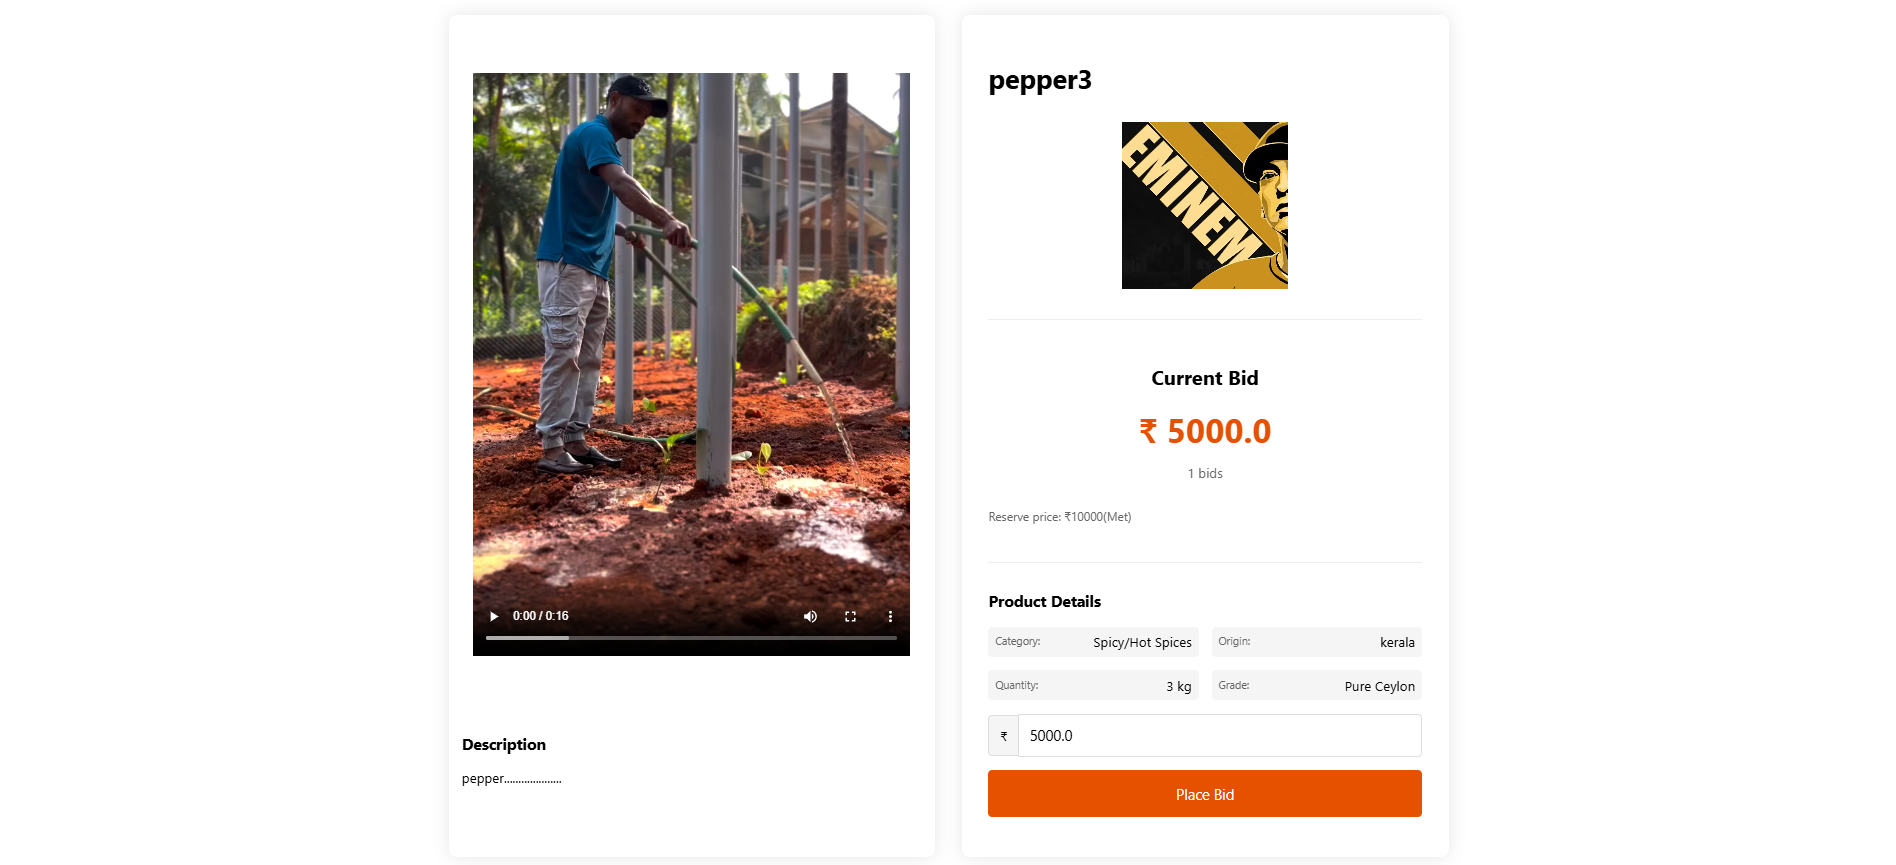 0:00 / 0:16
Description
pepper....................
pepper3
EMINEM
Current Bid
₹ 5000.0
1 bids
Reserve price: ₹10000(Met)
Product Details
Category: Spicy/Hot Spices
Origin: kerala
Quantity: 3 kg
Grade: Pure Ceylon
₹ 5000.0
Place Bid